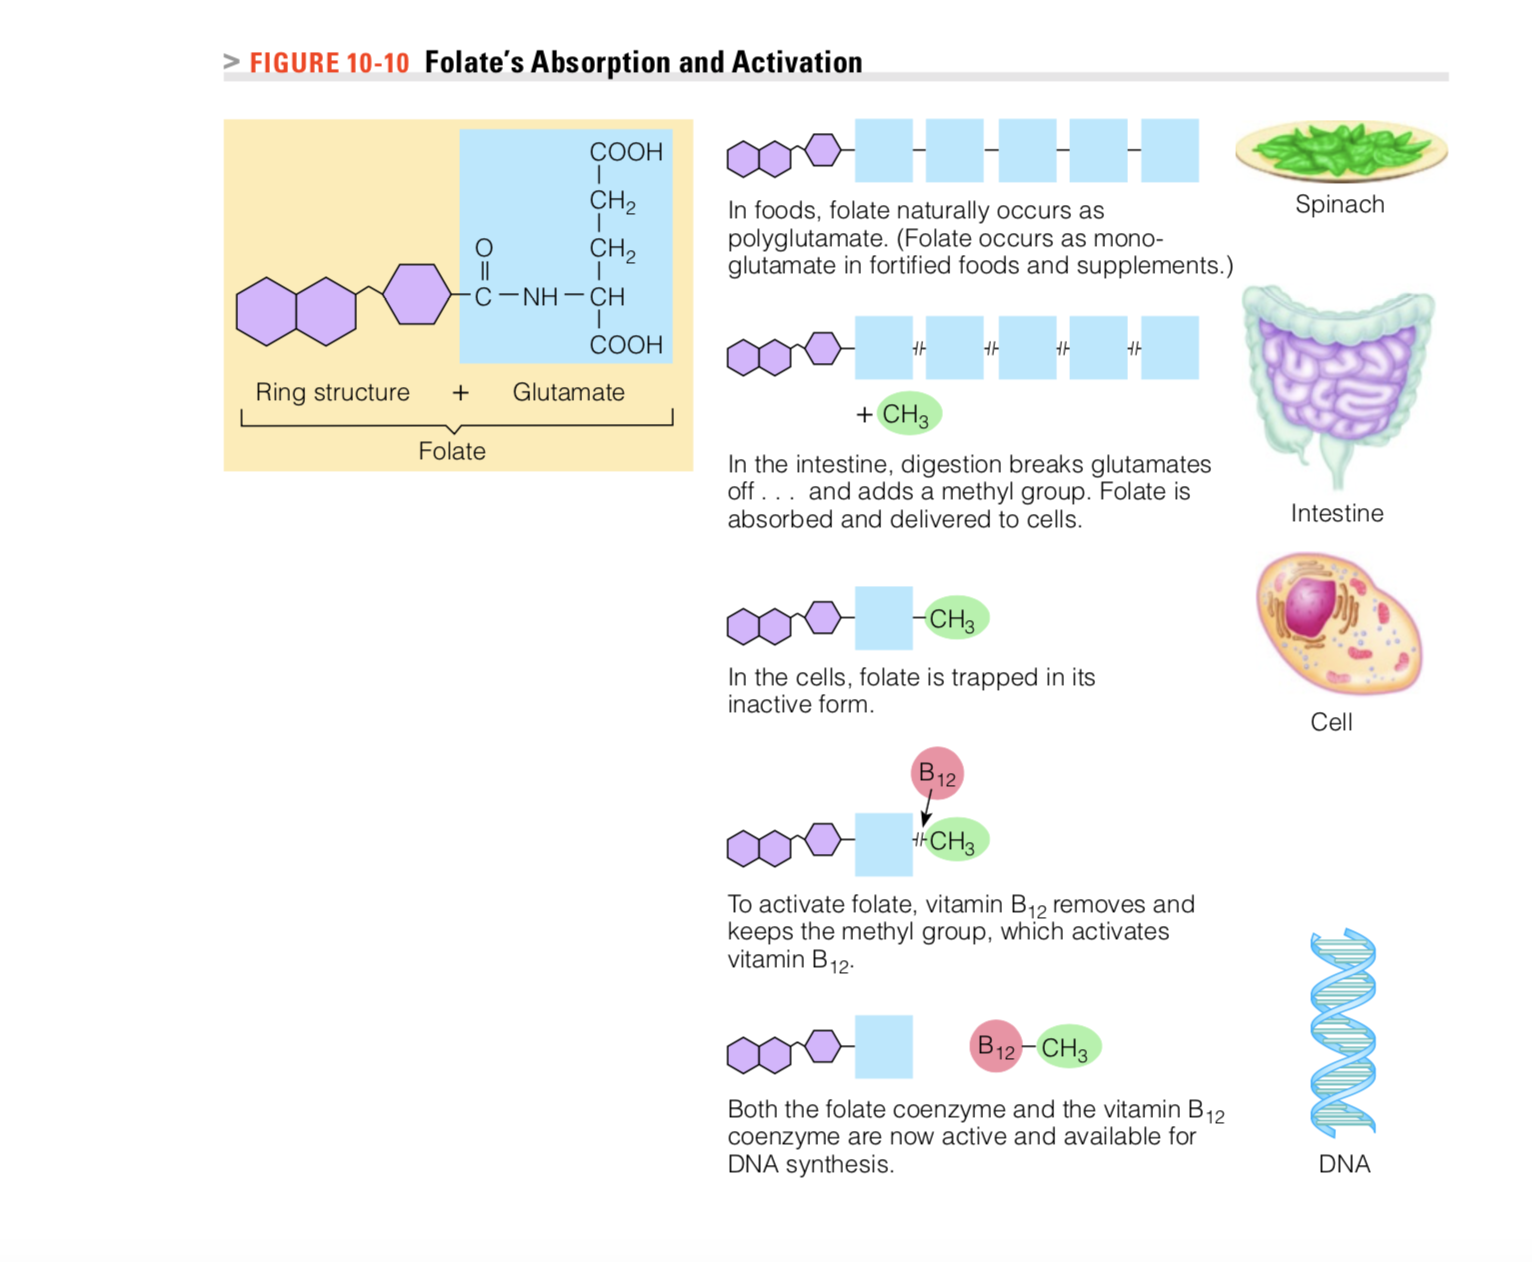 > FIGURE 10-10 Folate's Absorption and Activation
COOH
CH₂
CH₂
O
C – NH – CH
COOH
Ring structure + Glutamate
Folate
In foods, folate naturally occurs as
polyglutamate. (Folate occurs as mono-
glutamate in fortified foods and supplements.)
Spinach
+ CH₃
In the intestine, digestion breaks glutamates
off . . . and adds a methyl group. Folate is
absorbed and delivered to cells.
Intestine
CH₃
In the cells, folate is trapped in its
inactive form.
Cell
B₁₂
CH₃
To activate folate, vitamin B₁₂ removes and
keeps the methyl group, which activates
vitamin B₁₂.
B₁₂ – CH₃
Both the folate coenzyme and the vitamin B₁₂
coenzyme are now active and available for
DNA synthesis.
DNA